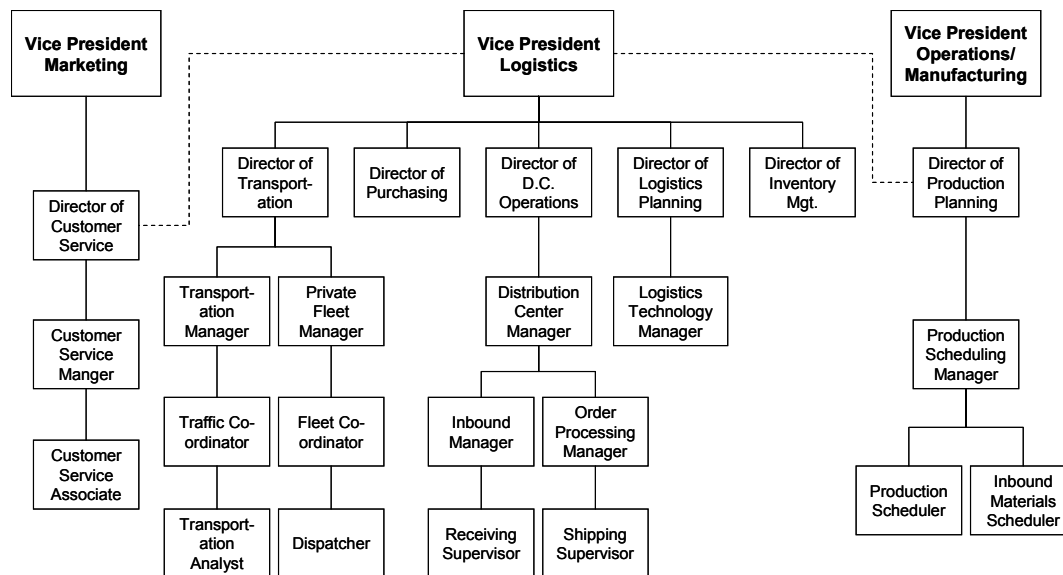 Vice President
Marketing
Vice President
Logistics
Vice President
Operations/
Manufacturing
Director of
Transport-
ation
Director of
Purchasing
Director of
D.C.
Operations
Director of
Logistics
Planning
Director of
Inventory
Mgt.
Director of
Production
Planning
Director of
Customer
Service
Transport-
ation
Manager
Private
Fleet
Manager
Distribution
Center
Manager
Logistics
Technology
Manager
Customer
Service
Manger
Production
Scheduling
Manager
Traffic Co-
ordinator
Fleet Co-
ordinator
Inbound
Manager
Order
Processing
Manager
Customer
Service
Associate
Production
Scheduler
Inbound
Materials
Scheduler
Transport-
ation
Analyst
Dispatcher
Receiving
Supervisor
Shipping
Supervisor